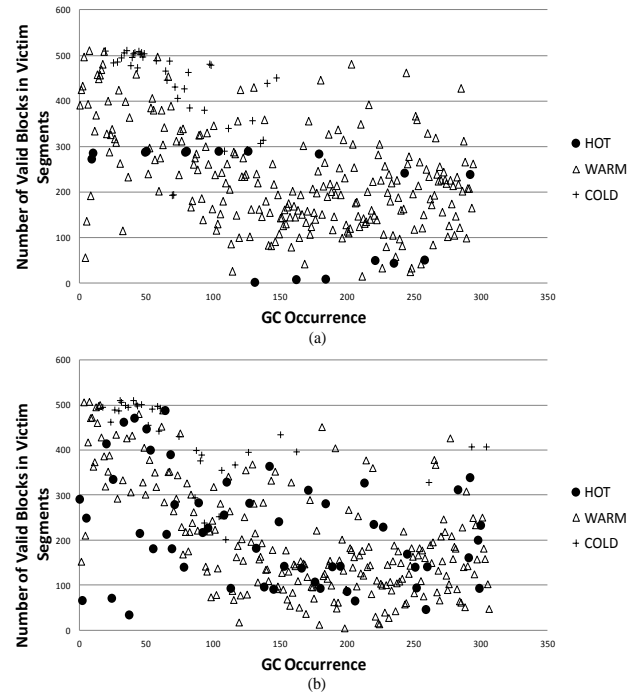 600
500
400
300
200
100
0
Number of Valid Blocks in Victim
Segments
0 50 100 150 200 250 300 350
GC Occurrence
HOT
WARM
COLD
(a)
600
500
400
300
200
100
0
Number of Valid Blocks in Victim
Segments
0 50 100 150 200 250 300 350
GC Occurrence
HOT
WARM
COLD
(b)